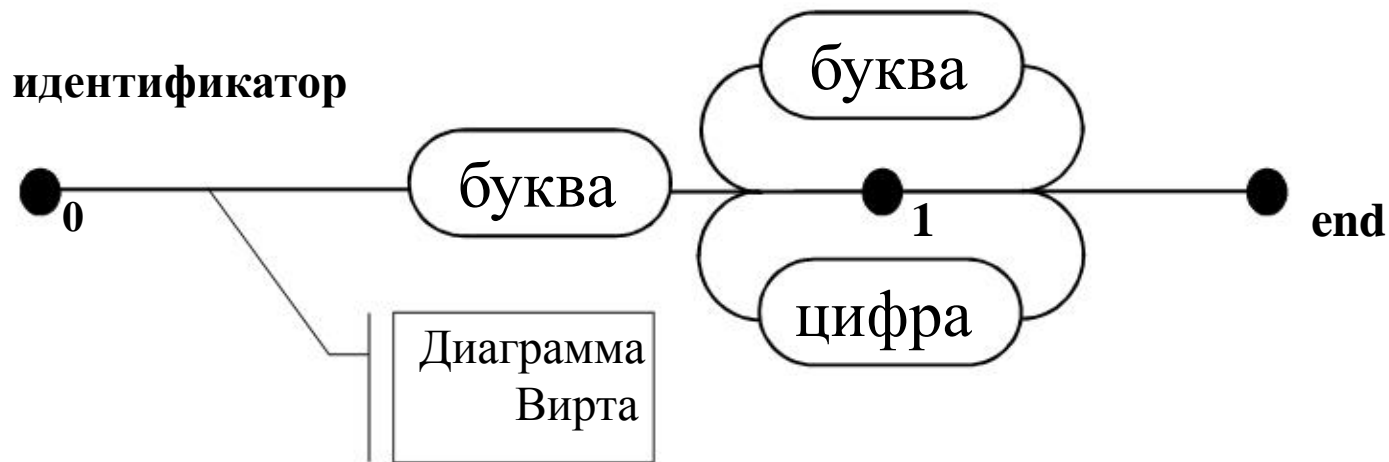 буква
идентификатор
буква
0
1
end
цифра
Диаграмма
Вирта